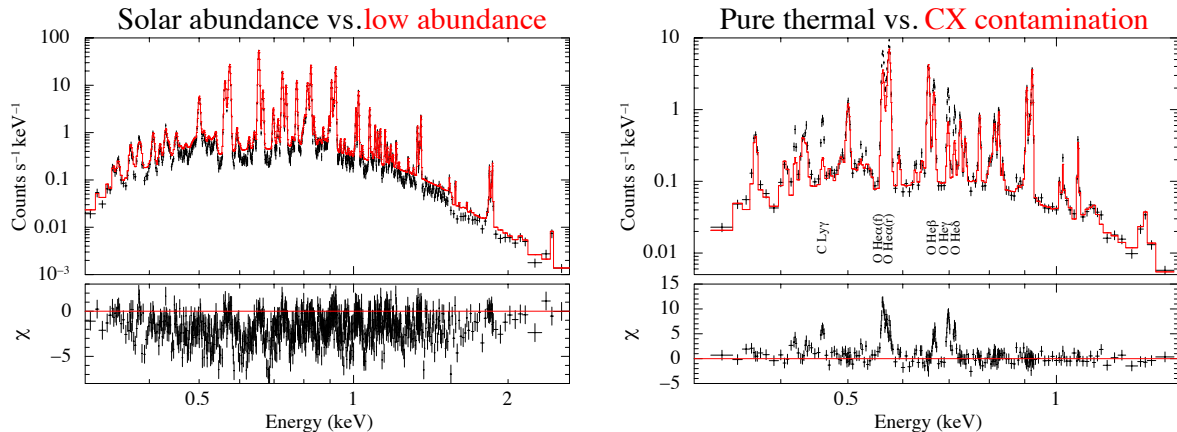 Solar abundance vs. low abundance
100
10
1
0.1
0.01
10⁻³
Counts s⁻¹ keV⁻¹
0
−5
χ
0.5
1
2
Energy (keV)
Pure thermal vs. CX contamination
10
1
0.1
0.01
Counts s⁻¹ keV⁻¹
C Lyγ
O Heα(f)
O Heα(r)
O Heβ
O Heγ
O Heδ
15
10
5
0
−5
χ
0.5
1
Energy (keV)